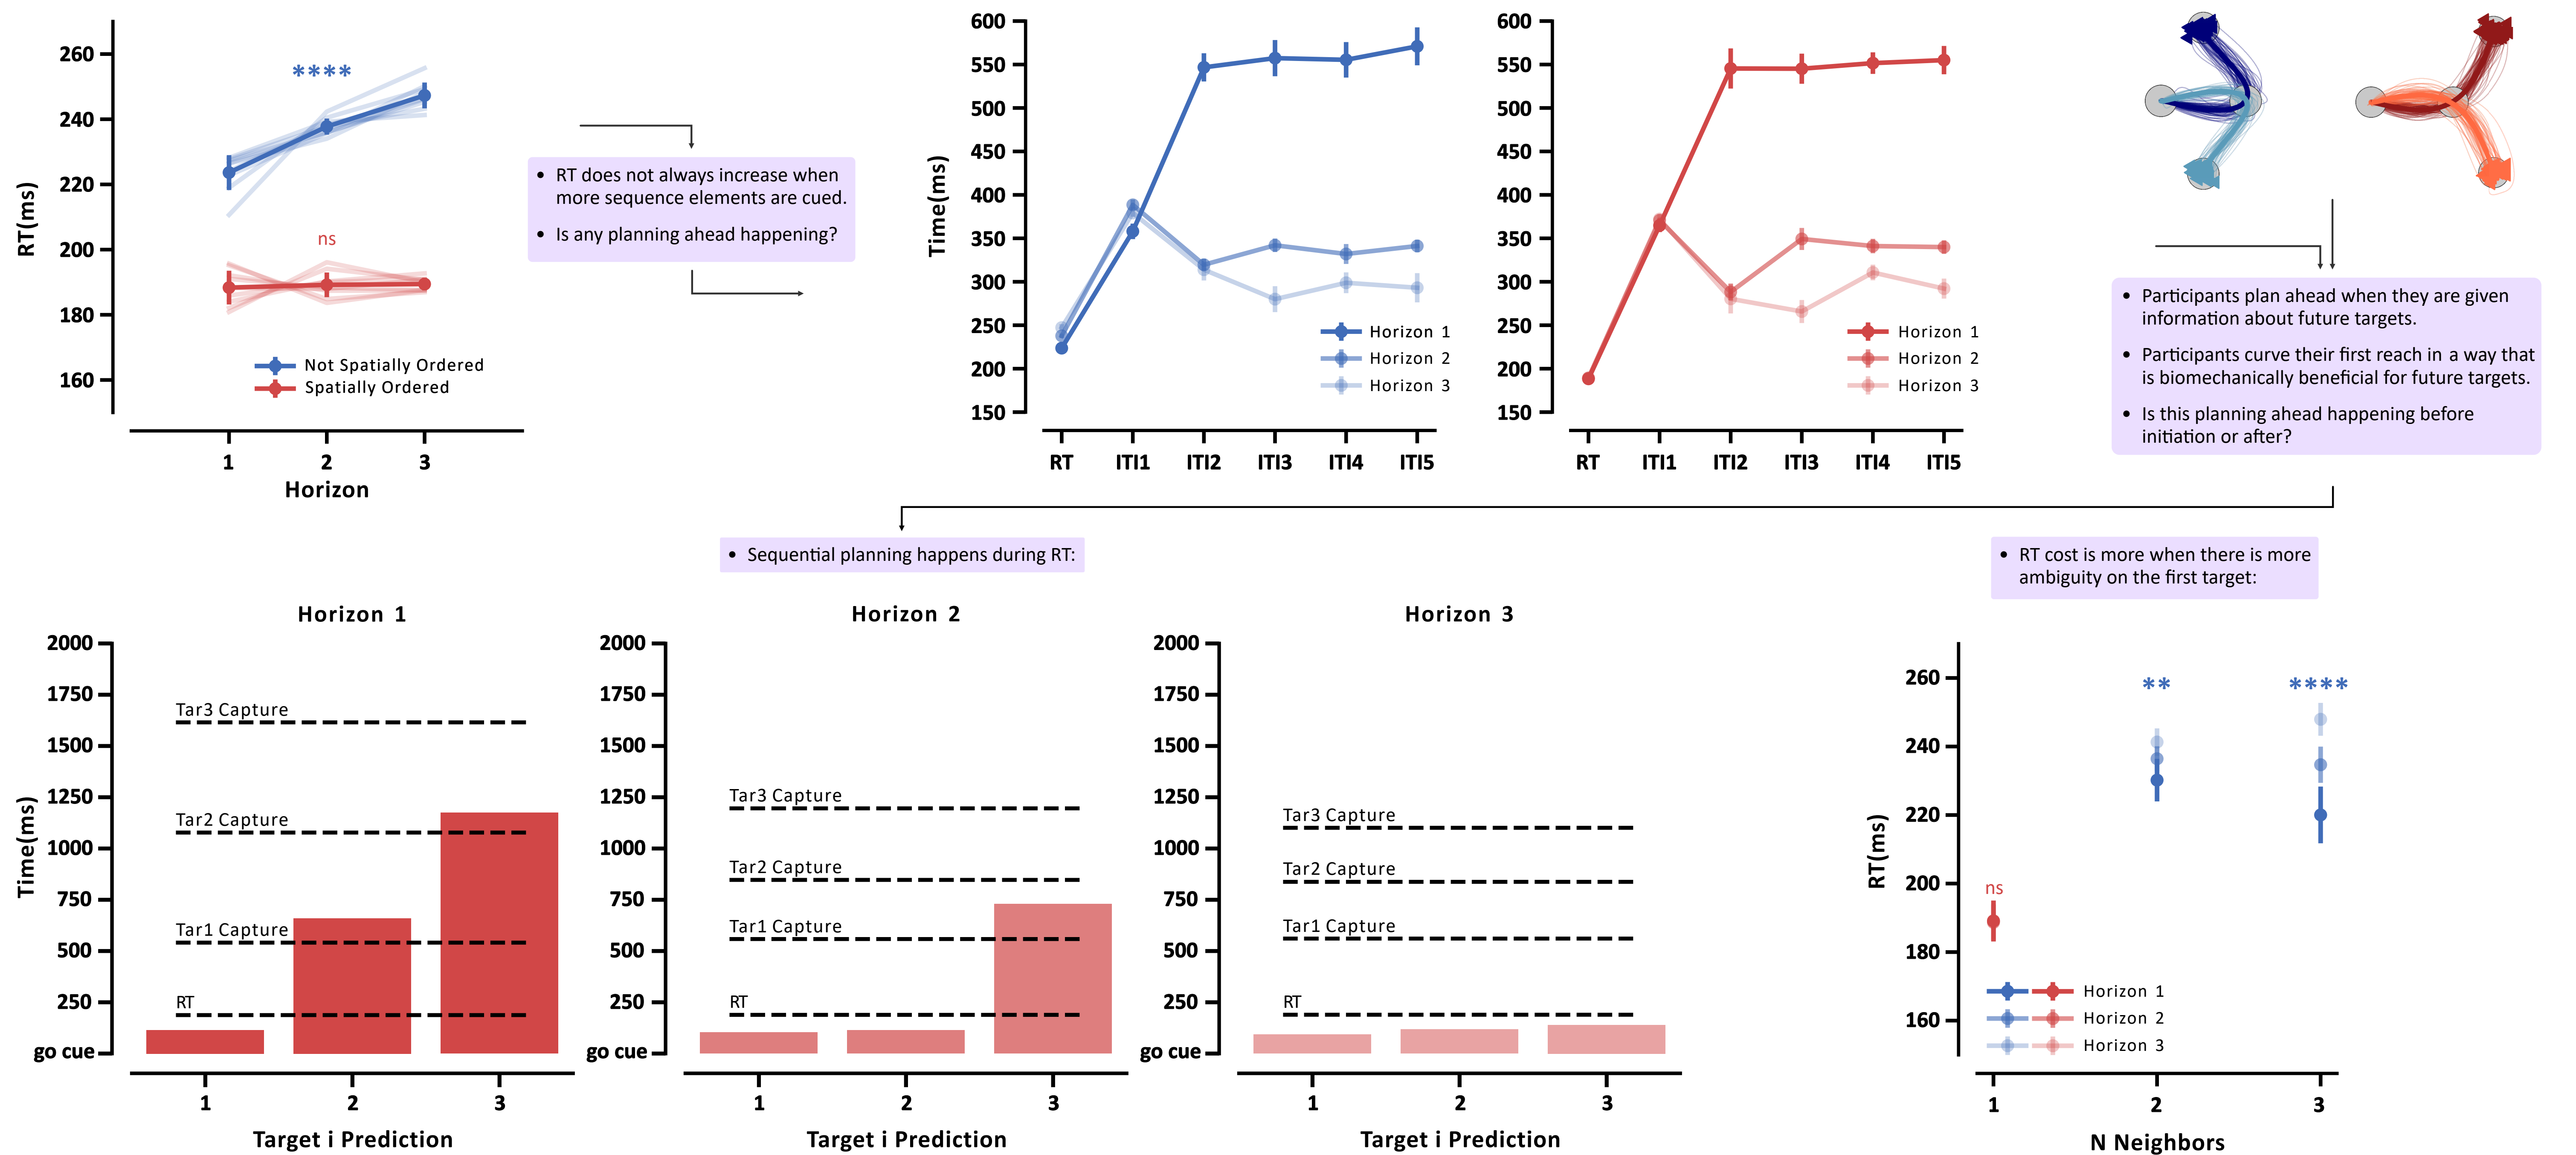 260
240
220
200
180
160
RT(ms)
****
ns
Not Spatially Ordered
Spatially Ordered
1 2 3
Horizon
• RT does not always increase when
more sequence elements are cued.
• Is any planning ahead happening?
600
550
500
450
400
350
300
250
200
150
Time(ms)
Horizon 1
Horizon 2
Horizon 3
RT ITI1 ITI2 ITI3 ITI4 ITI5
600
550
500
450
400
350
300
250
200
150
Horizon 1
Horizon 2
Horizon 3
RT ITI1 ITI2 ITI3 ITI4 ITI5
• Participants plan ahead when they are given
information about future targets.
• Participants curve their first reach in a way that
is biomechanically beneficial for future targets.
• Is this planning ahead happening before
initiation or after?
• Sequential planning happens during RT:
• RT cost is more when there is more
ambiguity on the first target:
Horizon 1
2000
1750
1500
1250
1000
750
500
250
go cue
Time(ms)
Tar3 Capture
Tar2 Capture
Tar1 Capture
RT
1 2 3
Target i Prediction
Horizon 2
2000
1750
1500
1250
1000
750
500
250
go cue
Tar3 Capture
Tar2 Capture
Tar1 Capture
RT
1 2 3
Target i Prediction
Horizon 3
2000
1750
1500
1250
1000
750
500
250
go cue
Tar3 Capture
Tar2 Capture
Tar1 Capture
RT
1 2 3
Target i Prediction
260
240
220
200
180
160
RT(ms)
** ****
ns
Horizon 1
Horizon 2
Horizon 3
1 2 3
N Neighbors